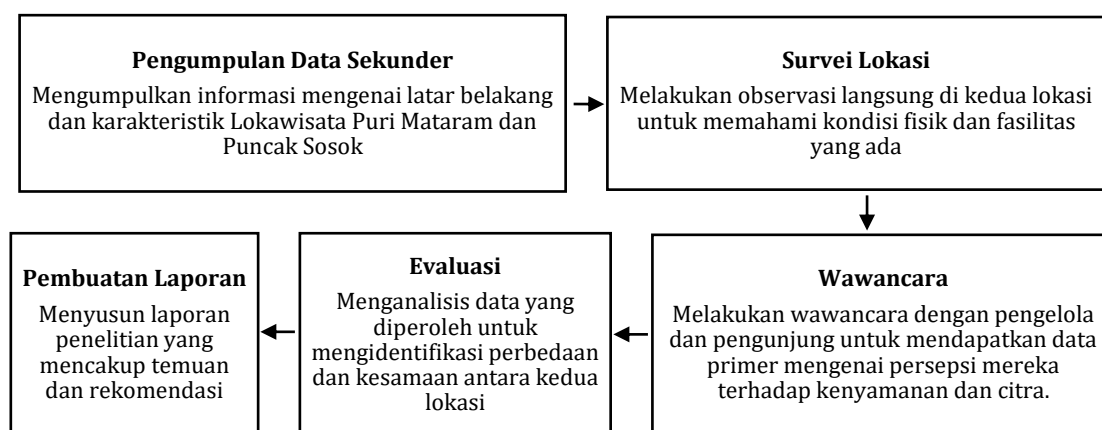 Pengumpulan Data Sekunder
Mengumpulkan informasi mengenai latar belakang
dan karakteristik Lokawisata Puri Mataram dan
Puncak Sosok
Survei Lokasi
Melakukan observasi langsung di kedua lokasi
untuk memahami kondisi fisik dan fasilitas
yang ada
Wawancara
Melakukan wawancara dengan pengelola
dan pengunjung untuk mendapatkan data
primer mengenai persepsi mereka
terhadap kenyamanan dan citra.
Evaluasi
Menganalisis data yang
diperoleh untuk
mengidentifikasi perbedaan
dan kesamaan antara kedua
lokasi
Pembuatan Laporan
Menyusun laporan
penelitian yang
mencakup temuan
dan rekomendasi